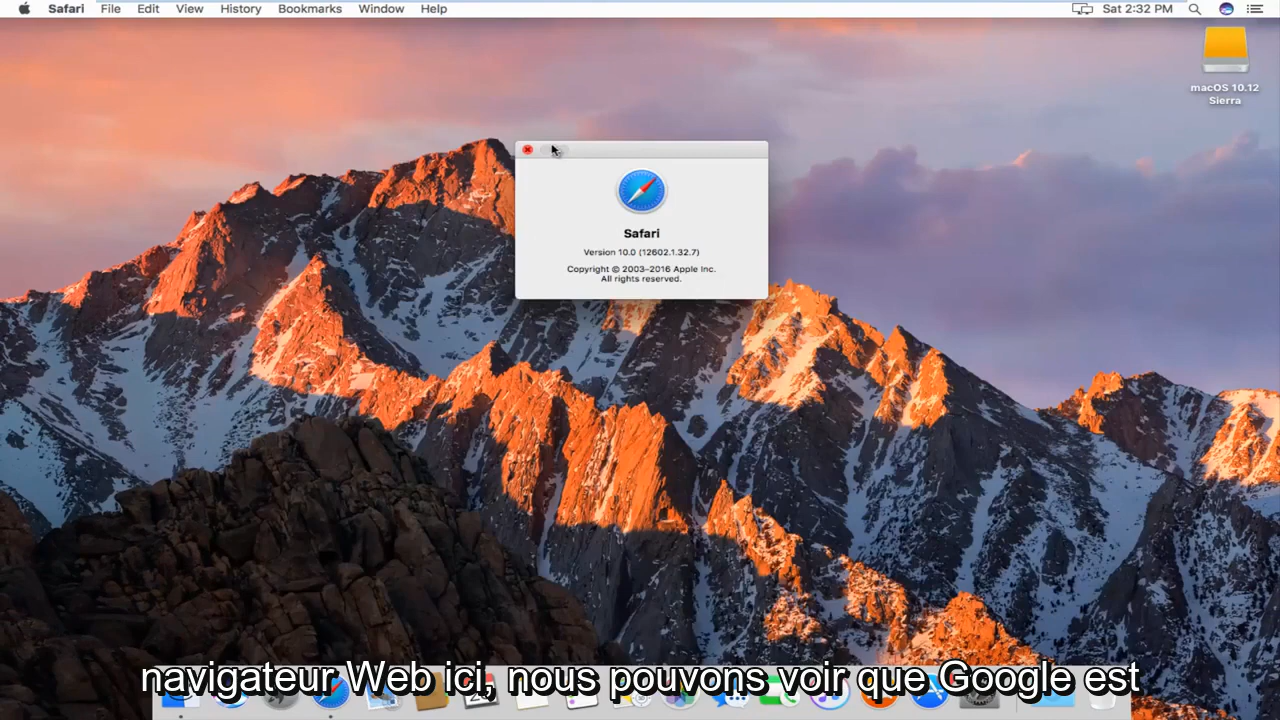 Safari File Edit View History Bookmarks Window Help Sat 2:32 PM
macOS 10.12
Sierra
Safari
Version 10.0 (12602.1.32.7)
Copyright © 2003–2016 Apple Inc.
All rights reserved.
navigateur Web ici, nous pouvons voir que Google est